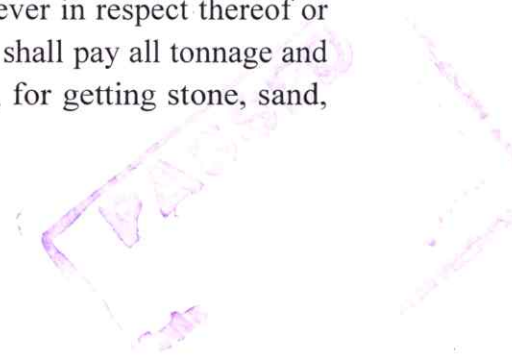 ever in respect thereof or
shall pay all tonnage and
for getting stone, sand,